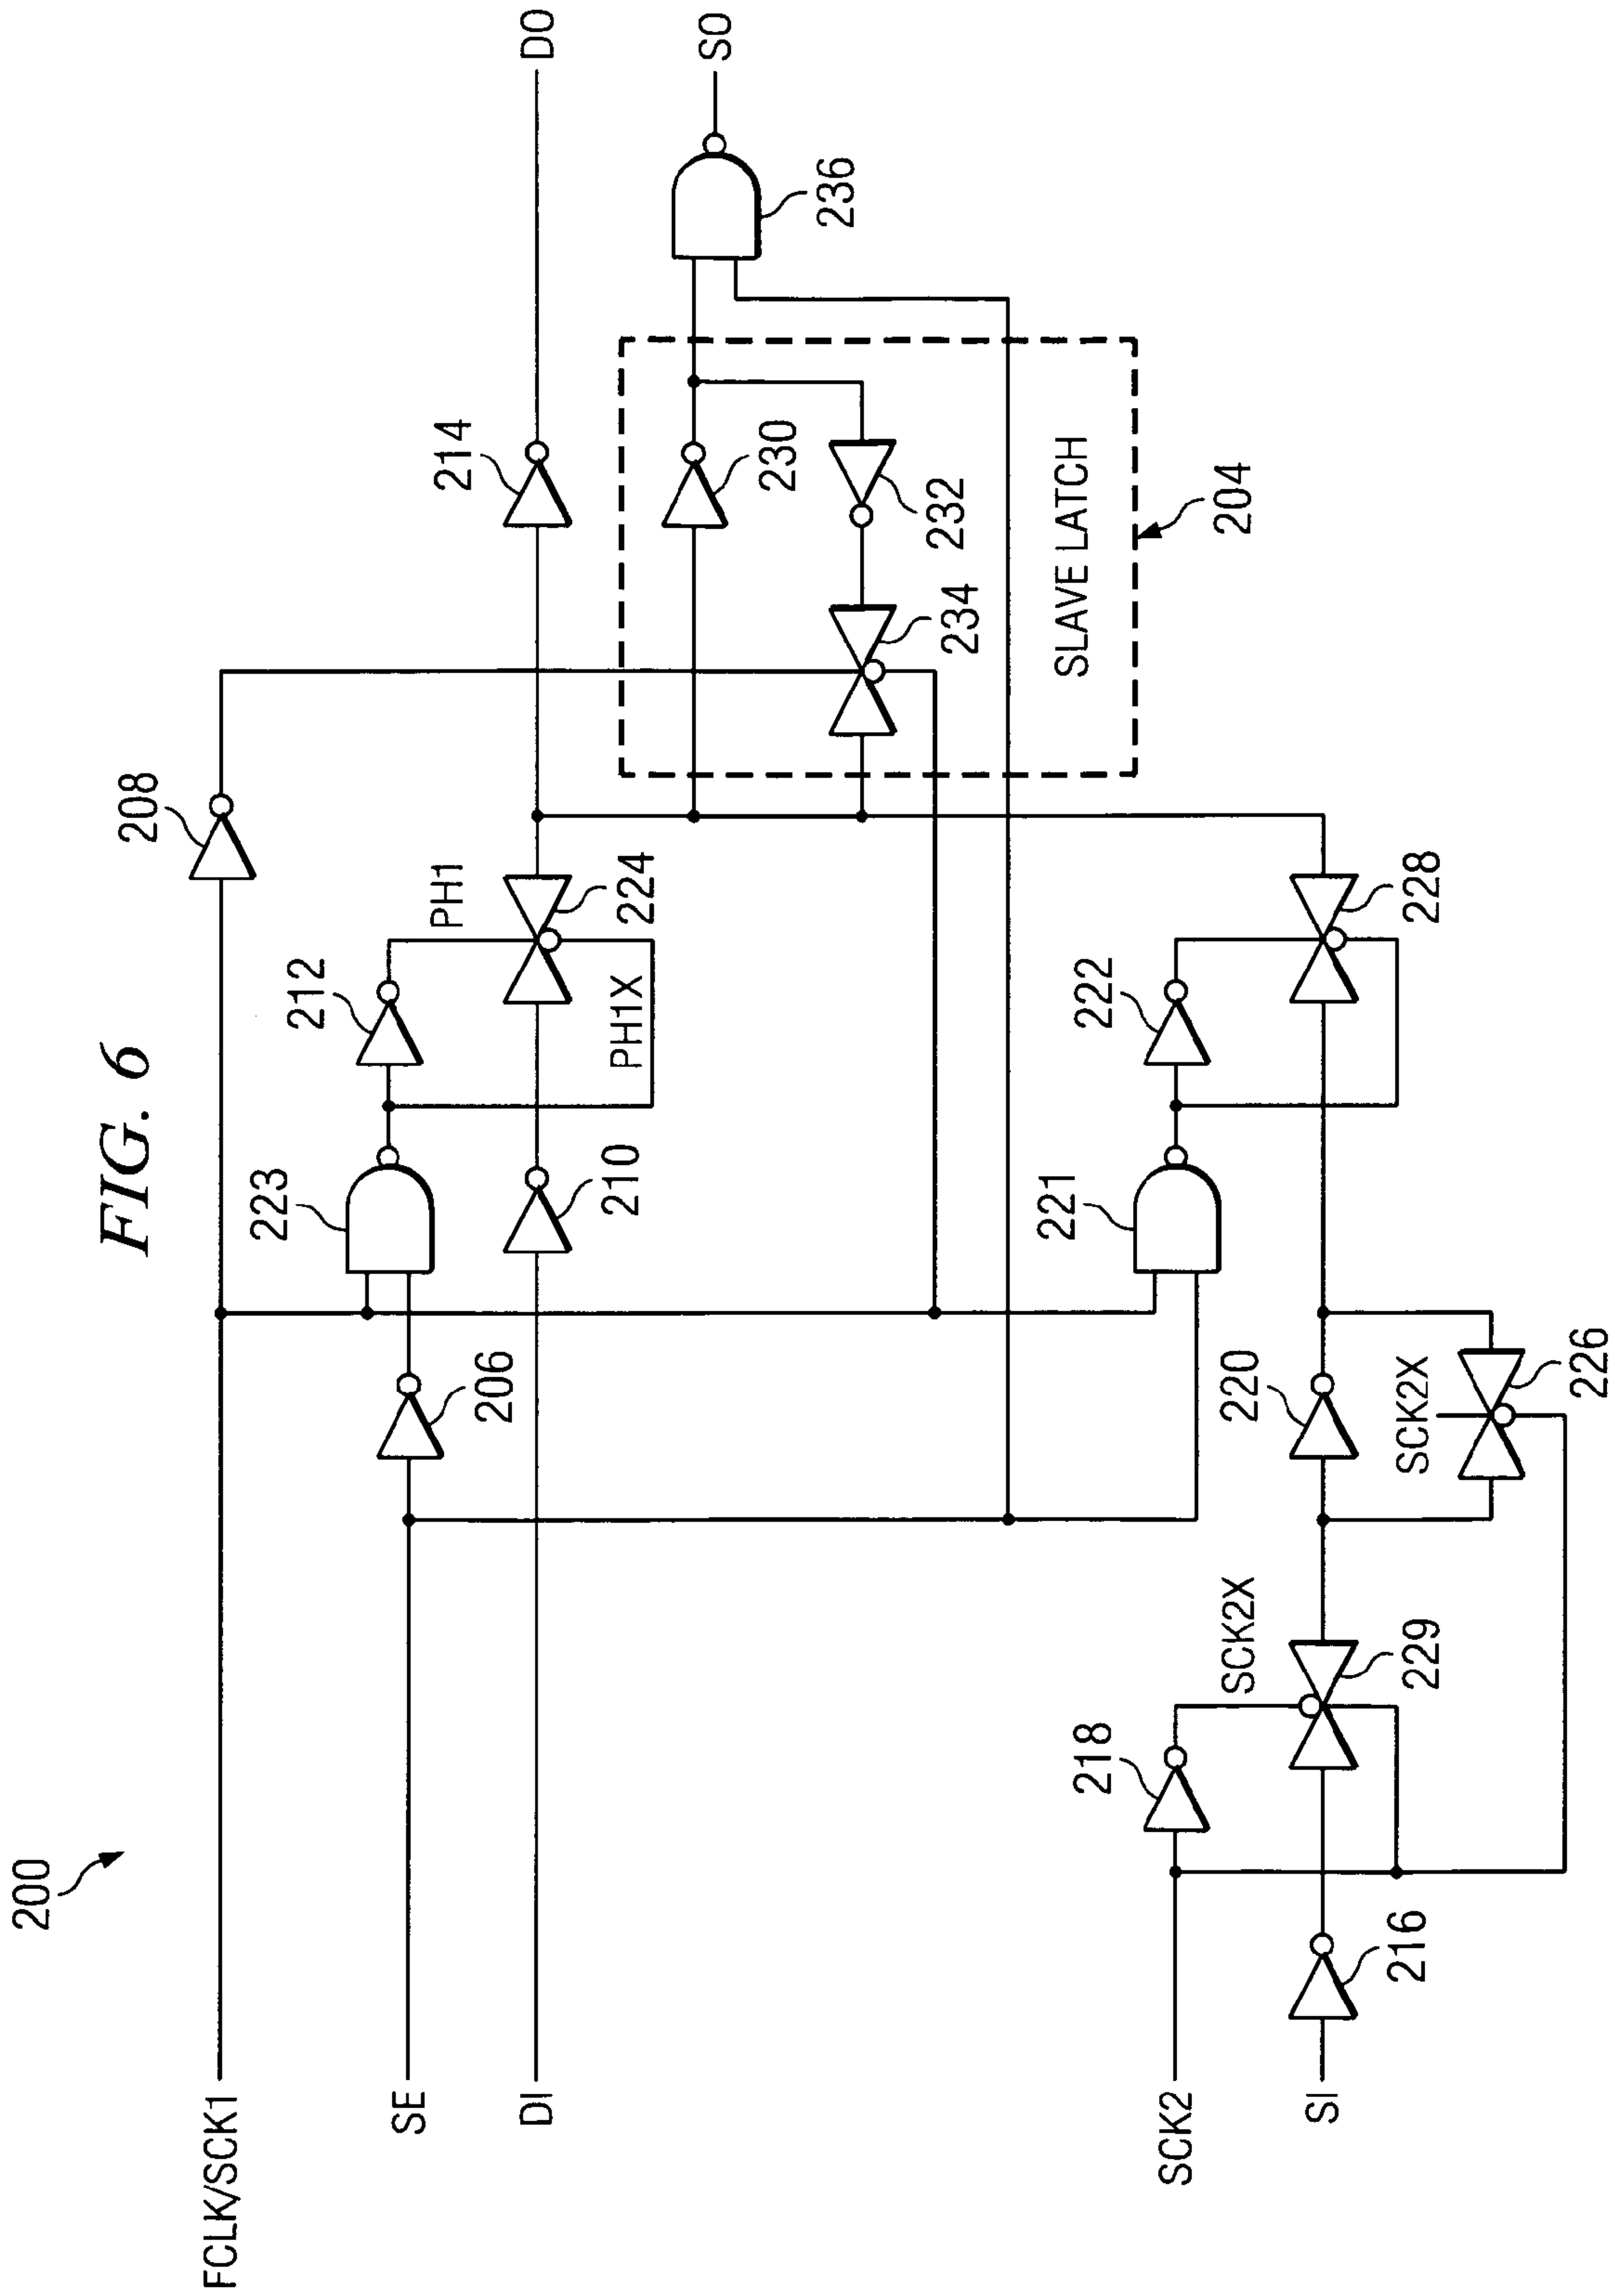 FIG. 6
200
FCLK/SCK1
208
223
212
PH1
SE
206
PH1X
224
214
DO
DI
210
230
236
SO
232
234
SLAVE LATCH
204
SCK2
218
SCK2X
221
222
SI
216
229
220
228
SCK2X
226